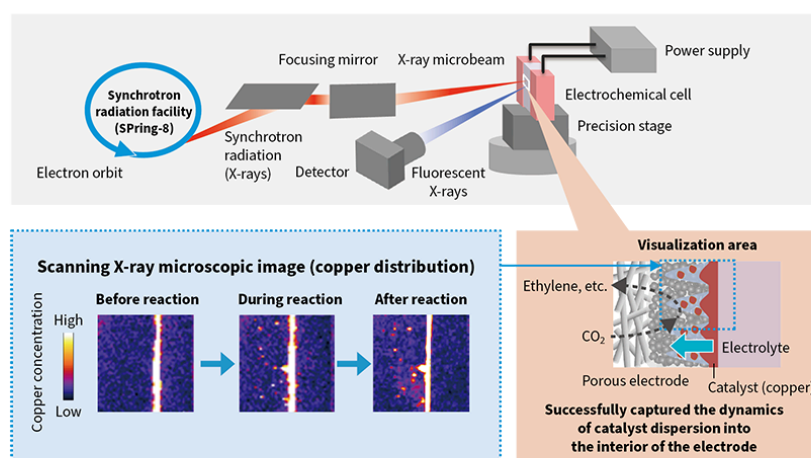 Focusing mirror
X-ray microbeam
Power supply
Synchrotron
radiation facility
(SPring-8)
Electrochemical cell
Precision stage
Synchrotron
radiation
(X-rays)
Electron orbit
Detector
Fluorescent
X-rays
Scanning X-ray microscopic image (copper distribution)
Before reaction
During reaction
After reaction
Copper concentration
High
Low
Visualization area
Ethylene, etc.
CO₂
Electrolyte
Porous electrode
Catalyst (copper)
Successfully captured the dynamics
of catalyst dispersion into
the interior of the electrode